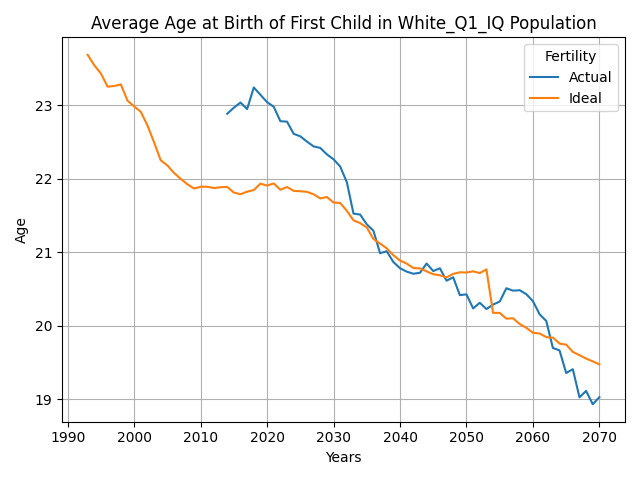 Average Age at Birth of First Child in White_Q1_IQ Population
Fertility
Actual
Ideal
Age
23
22
21
20
19
1990 2000 2010 2020 2030 2040 2050 2060 2070
Years